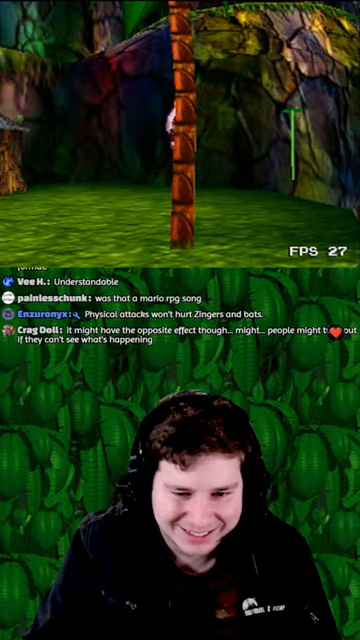 FPS 27
Vee H.: Understandable
painlesschunk: was that a mario rpg song
Enzuronyx: Physical attacks won't hurt Zingers and bats.
Crag Doll: it might have the opposite effect though... might... people might out
if they can't see what's happening